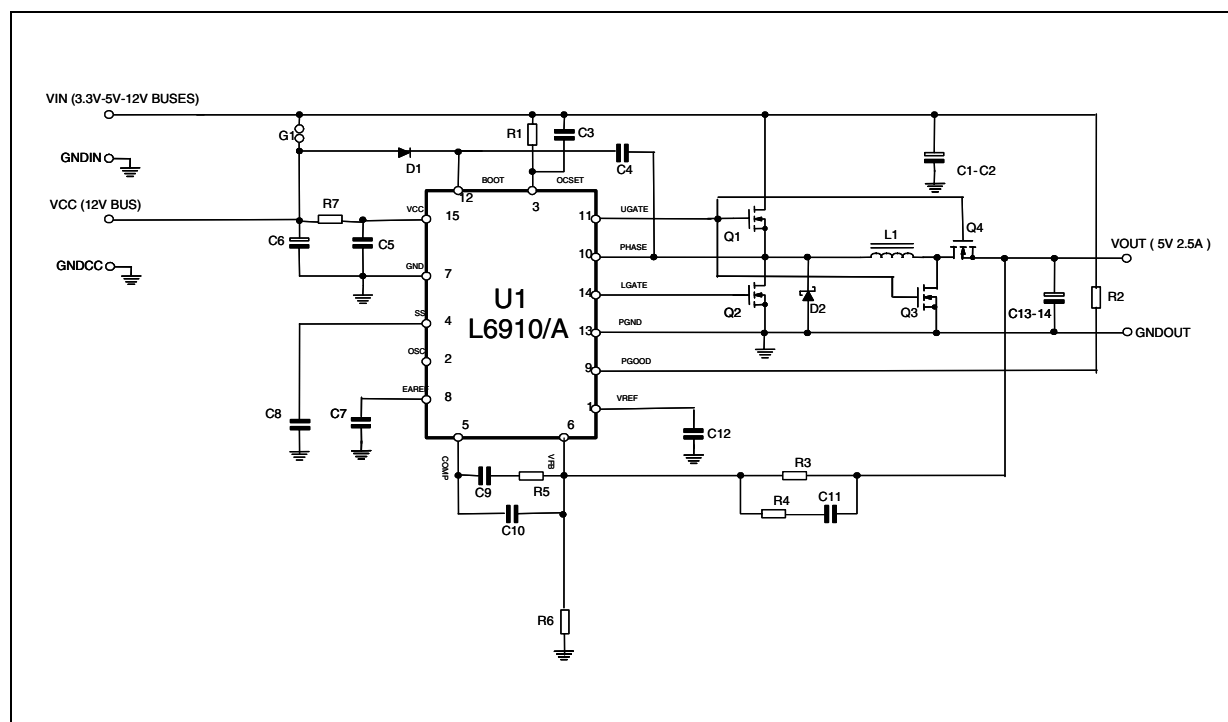 VIN (3.3V-5V-12V BUSES)
G1
R1
C3
GNDIN
D1
C4
C1-C2
BOOT
OCSET
12
3
VCC (12V BUS)
R7
VCC
15
11
UGATE
Q1
Q4
C6
C5
L1
VOUT ( 5V 2.5A )
GNDCC
GND
7
10
PHASE
U1
L6910/A
14
LGATE
Q2
D2
Q3
C13-14
R2
SS
4
13
PGND
GNDOUT
OSC
2
9
PGOOD
EAREF
8
1
VREF
C8
C7
C12
5
6
COMP
VFB
C9
R5
R3
R4
C11
C10
R6